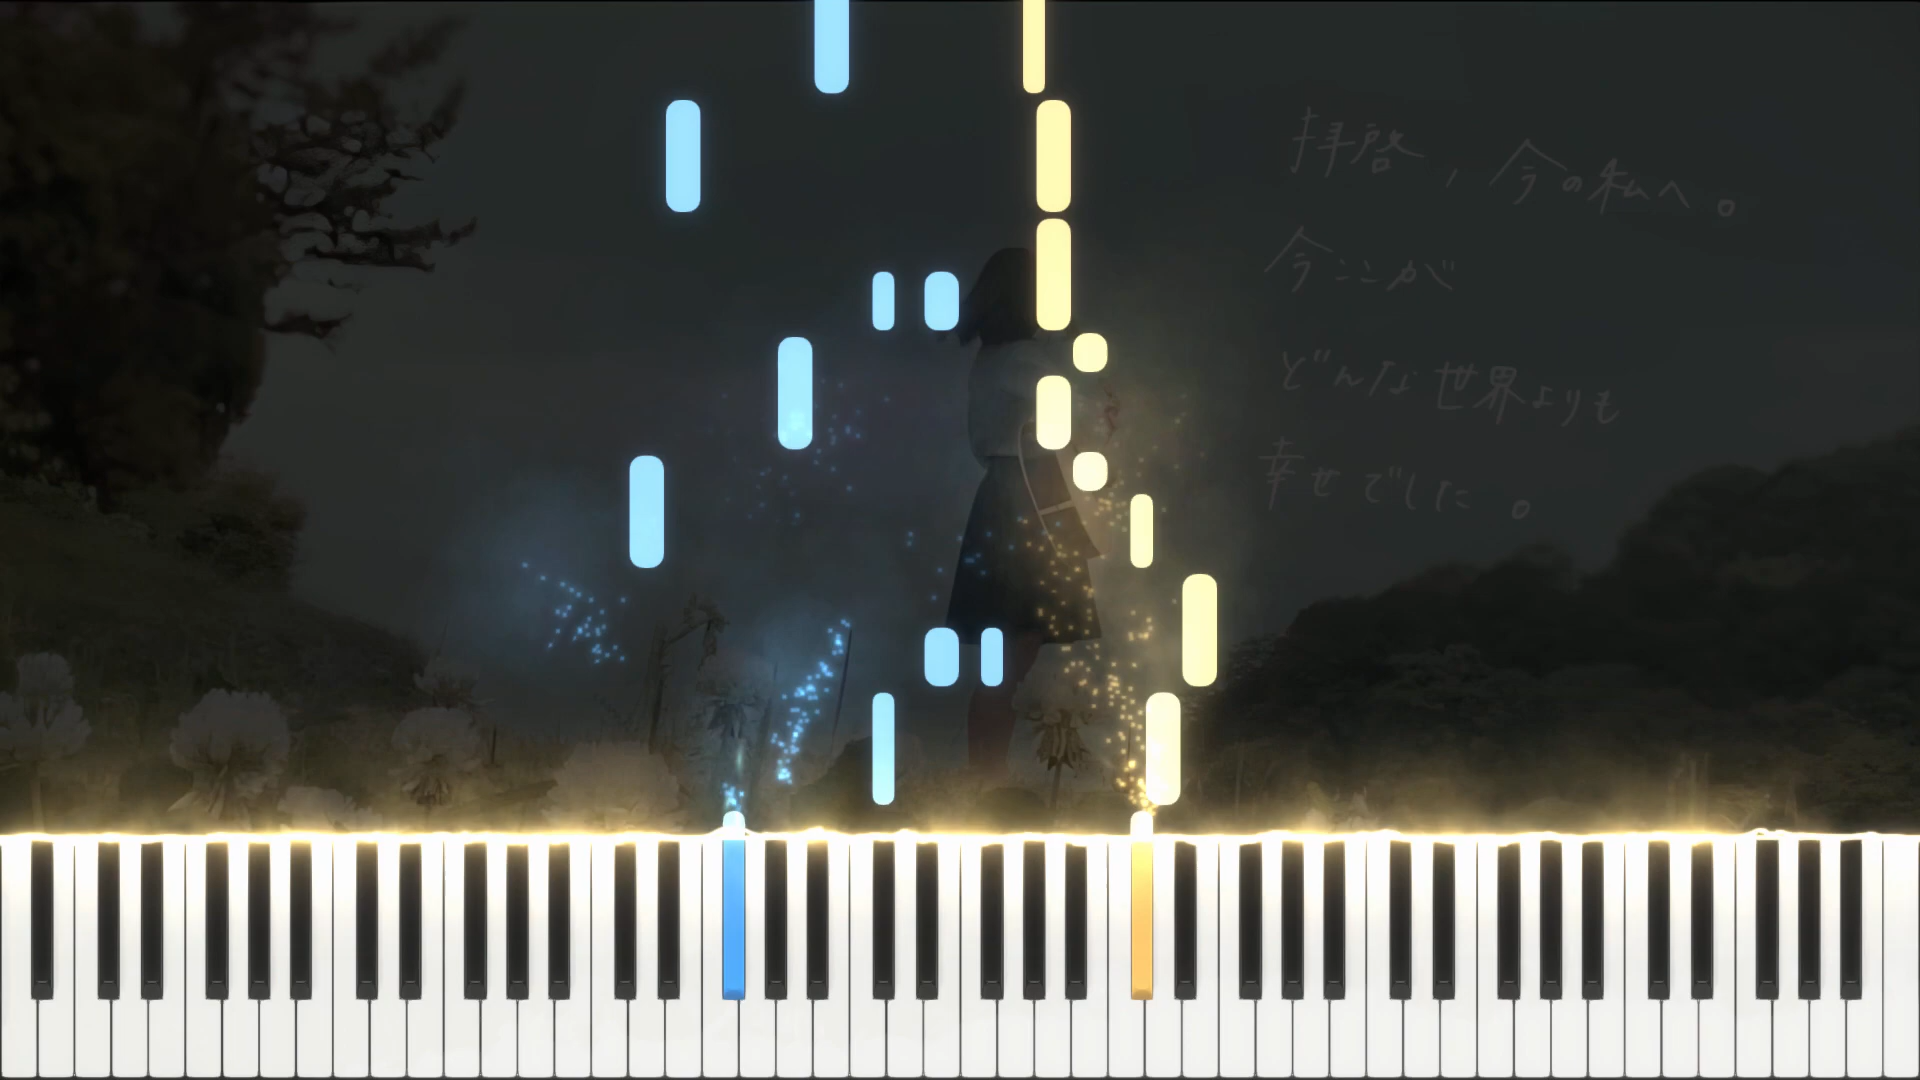 拝啓,今の私へ。
今ここが
どんな世界よりも
幸せでした。